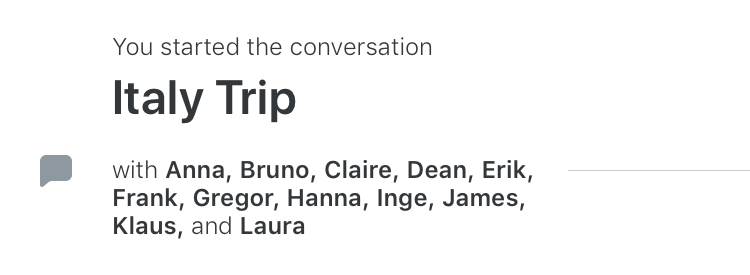 You started the conversation
Italy Trip
with Anna, Bruno, Claire, Dean, Erik,
Frank, Gregor, Hanna, Inge, James,
Klaus, and Laura